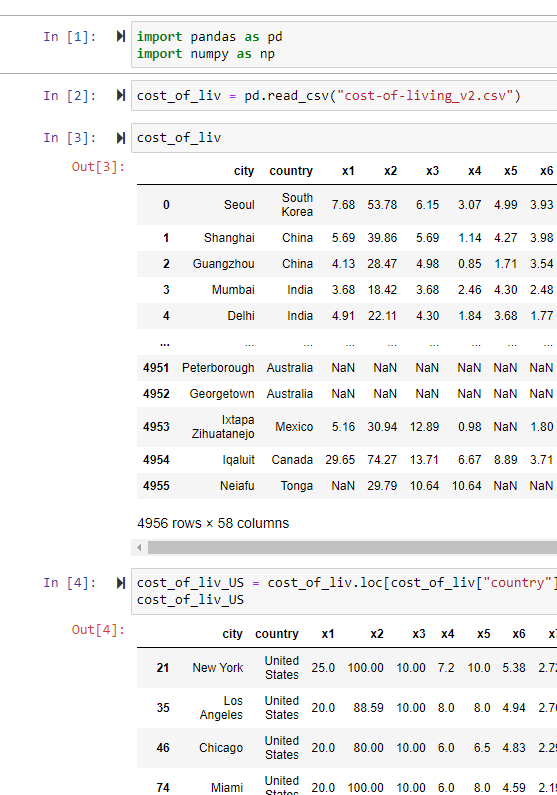 In [1]: import pandas as pd
import numpy as np
In [2]: cost_of_liv = pd.read_csv("cost-of-living_v2.csv")
In [3]: cost_of_liv
Out[3]:
city country x1 x2 x3 x4 x5 x6
0 Seoul South Korea 7.68 53.78 6.15 3.07 4.99 3.93
1 Shanghai China 5.69 39.86 5.69 1.14 4.27 3.98
2 Guangzhou China 4.13 28.47 4.98 0.85 1.71 3.54
3 Mumbai India 3.68 18.42 3.68 2.46 4.30 2.48
4 Delhi India 4.91 22.11 4.30 1.84 3.68 1.77
... ... ... ... ... ... ... ... ...
4951 Peterborough Australia NaN NaN NaN NaN NaN NaN
4952 Georgetown Australia NaN NaN NaN NaN NaN NaN
4953 Ixtapa Zihuatanejo Mexico 5.16 30.94 12.89 0.98 NaN 1.80
4954 Iqaluit Canada 29.65 74.27 13.71 6.67 8.89 3.71
4955 Neiafu Tonga NaN 29.79 10.64 10.64 NaN NaN
4956 rows × 58 columns
In [4]: cost_of_liv_US = cost_of_liv.loc[cost_of_liv["country"]
cost_of_liv_US
Out[4]:
city country x1 x2 x3 x4 x5 x6
21 New York United States 25.0 100.00 10.00 7.2 10.0 5.38 2.7
35 Los Angeles United States 20.0 88.59 10.00 8.0 8.0 4.94 2.7
46 Chicago United States 20.0 80.00 10.00 6.0 6.5 4.83 2.2
74 Miami United States 20.0 100.00 10.00 6.0 8.0 4.59 2.1